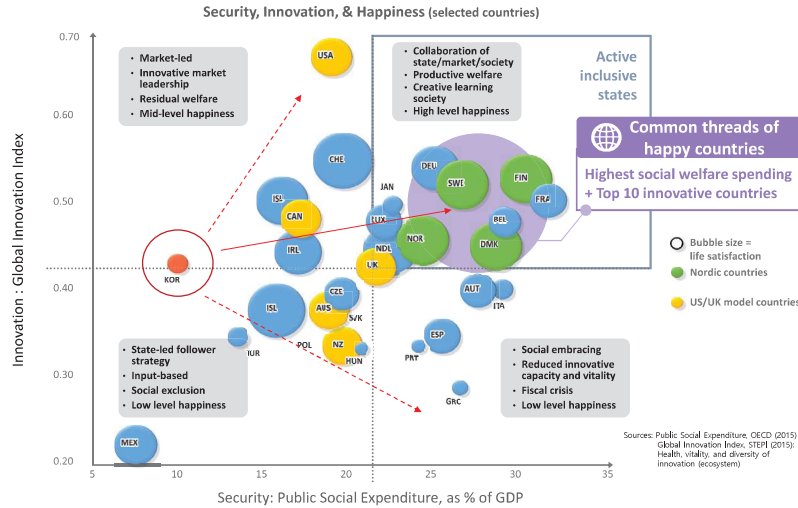 Security, Innovation, & Happiness (selected countries)
0.70
0.60
0.50
0.40
0.30
0.20
Innovation : Global Innovation Index
• Market-led
• Innovative market
leadership
• Residual welfare
• Mid-level happiness
• Collaboration of
state/market/society
• Productive welfare
• Creative learning
society
• High level happiness
Active
inclusive
states
Common threads of
happy countries
Highest social welfare spending
+ Top 10 innovative countries
USA
CHE
DEU
SWE
FIN
FRA
JAN
ISL
CAN
LUX
BEL
IRL
NDL
NOR
DMK
UK
KOR
CZE
AUT
ITA
ISL
AUS
SVK
ESP
TUR
POL
NZ
HUN
PRT
GRC
MEX
Bubble size =
life satisfaction
Nordic countries
US/UK model countries
• State-led follower
strategy
• Input-based
• Social exclusion
• Low level happiness
• Social embracing
• Reduced innovative
capacity and vitality
• Fiscal crisis
• Low level happiness
5
10
15
20
25
30
35
Security: Public Social Expenditure, as % of GDP
Sources: Public Social Expenditure, OECD (2015)
Global Innovation Index, STEPI (2015):
Health, vitality, and diversity of
innovation (ecosystem)